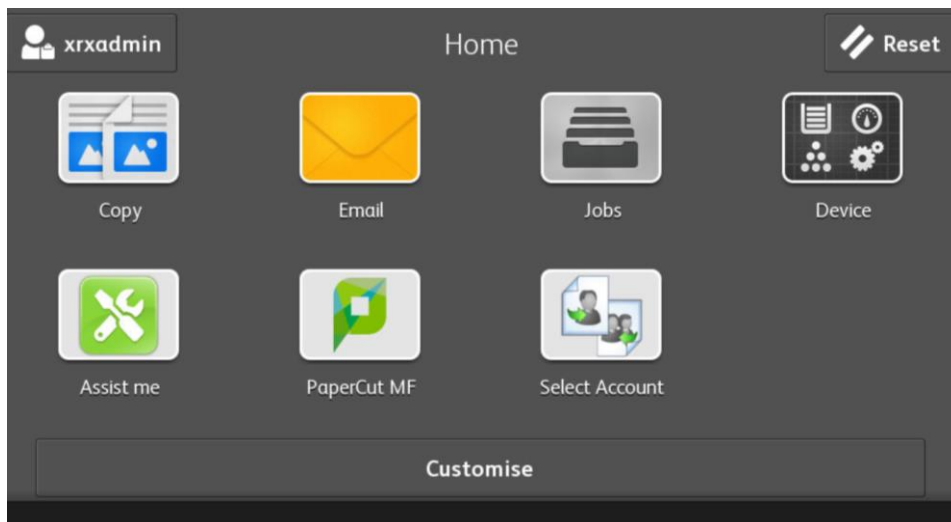 xrxadmin
Home
Reset
Copy
Email
Jobs
Device
Assist me
PaperCut MF
Select Account
Customise